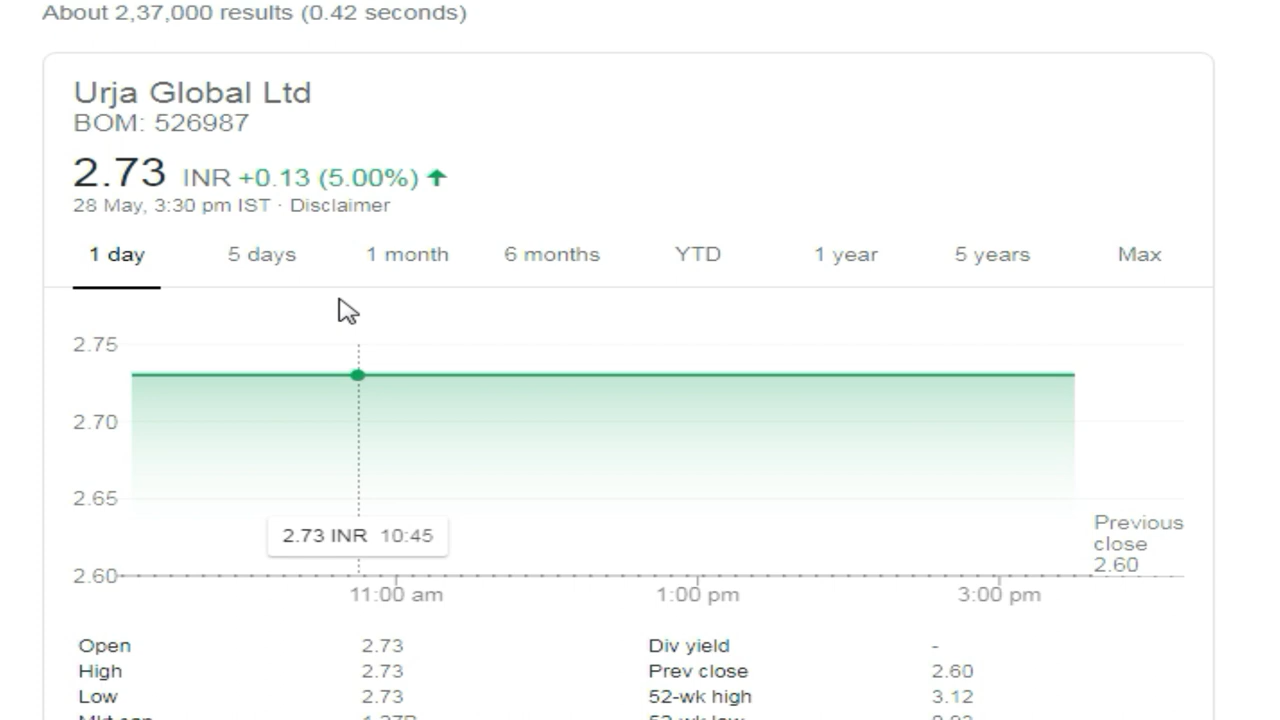 About 2,37,000 results (0.42 seconds)
Urja Global Ltd
BOM: 526987
2.73 INR +0.13 (5.00%)
28 May, 3:30 pm IST · Disclaimer
1 day 5 days 1 month 6 months YTD 1 year 5 years Max
2.75
2.70
2.65
2.73 INR 10:45
Previous
close
2.60
2.60
11:00 am 1:00 pm 3:00 pm
Open 2.73 Div yield -
High 2.73 Prev close 2.60
Low 2.73 52-wk high 3.12